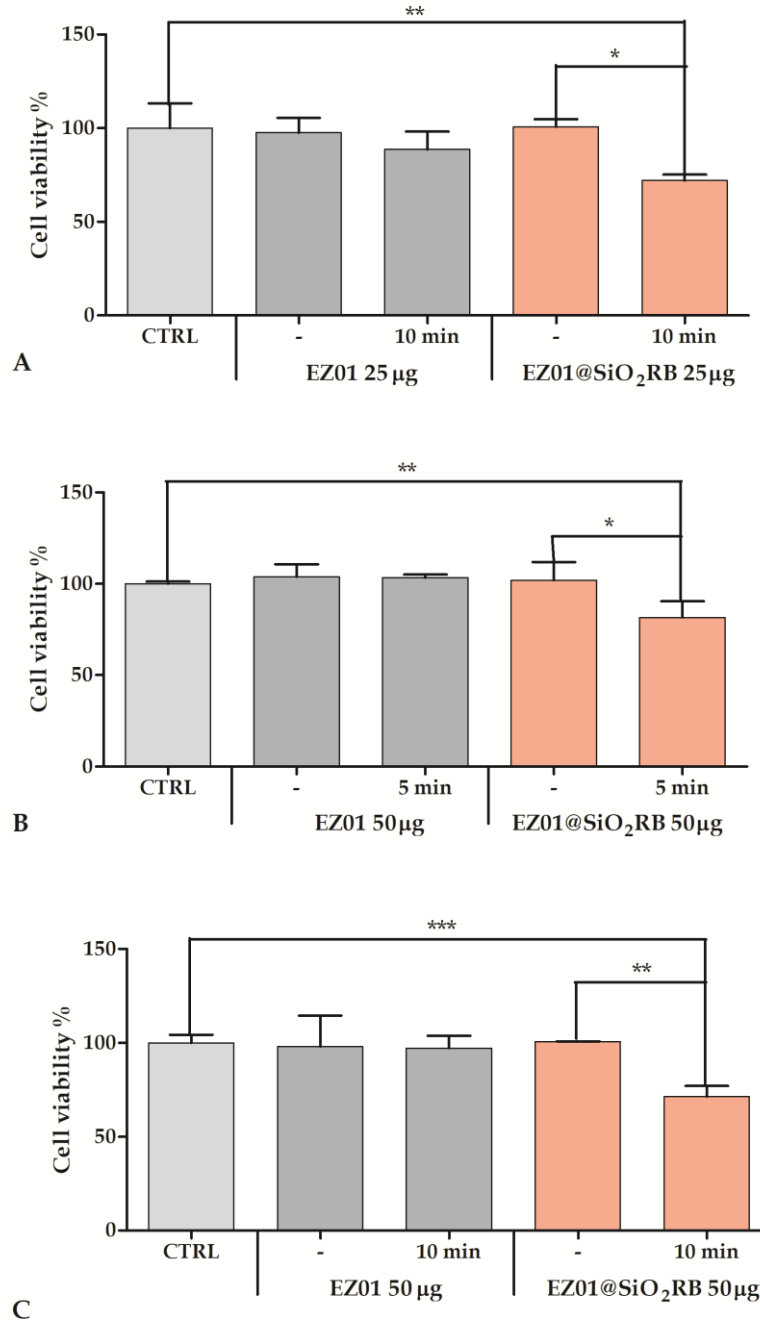 **
150
*
100
50
0
Cell viability %
CTRL
-
10 min
-
10 min
EZ01 25 µg
EZ01@SiO₂RB 25µg
A
**
150
*
100
50
0
Cell viability %
CTRL
-
5 min
-
5 min
EZ01 50µg
EZ01@SiO₂RB 50µg
B
***
150
**
100
50
0
Cell viability %
CTRL
-
10 min
-
10 min
EZ01 50 µg
EZ01@SiO₂RB 50µg
C